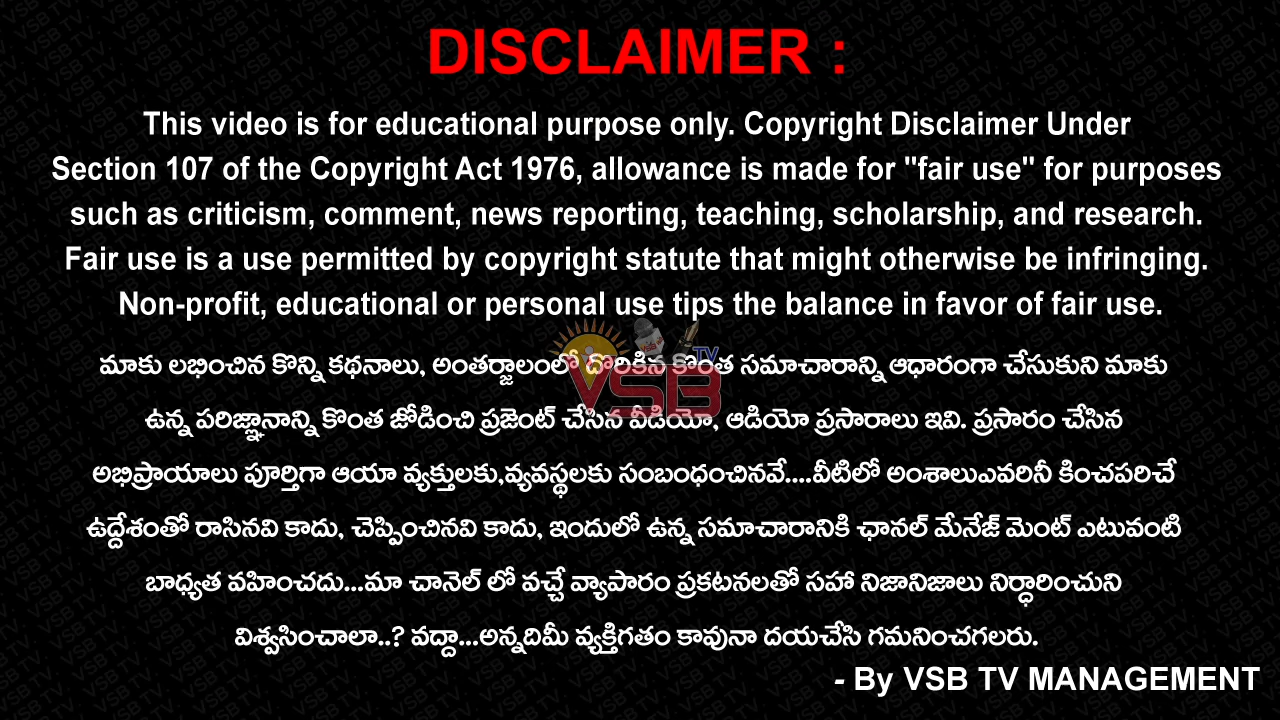 DISCLAIMER :
This video is for educational purpose only. Copyright Disclaimer Under
Section 107 of the Copyright Act 1976, allowance is made for "fair use" for purposes
such as criticism, comment, news reporting, teaching, scholarship, and research.
Fair use is a use permitted by copyright statute that might otherwise be infringing.
Non-profit, educational or personal use tips the balance in favor of fair use.
మాకు లభించిన కొన్ని కథనాలు, అంతర్జాలంలో దొరికిన కొంత సమాచారాన్ని ఆధారంగా చేసుకుని మాకు
ఉన్న పరిజ్ఞానాన్ని కొంత జోడించి ప్రజెంట్ చేసిన వీడియో, ఆడియో ప్రసారాలు ఇవి. ప్రసారం చేసిన
అభిప్రాయాలు పూర్తిగా ఆయా వ్యక్తులకు,వ్యవస్థలకు సంబంధంచినవే....వీటిలో అంశాలుఎవరినీ కించపరిచే
ఉద్దేశంతో రాసినవి కాదు, చెప్పించినవి కాదు, ఇందులో ఉన్న సమాచారానికి ఛానల్ మేనేజ్ మెంట్ ఎటువంటి
బాధ్యత వహించదు...మా చానెల్ లో వచ్చే వ్యాపారం ప్రకటనలతో సహా నిజానిజాలు నిర్ధారించుని
విశ్వసించాలా..? వద్దా...అన్నదిమీ వ్యక్తిగతం కావునా దయచేసి గమనించగలరు.
VSB TV
- By VSB TV MANAGEMENT